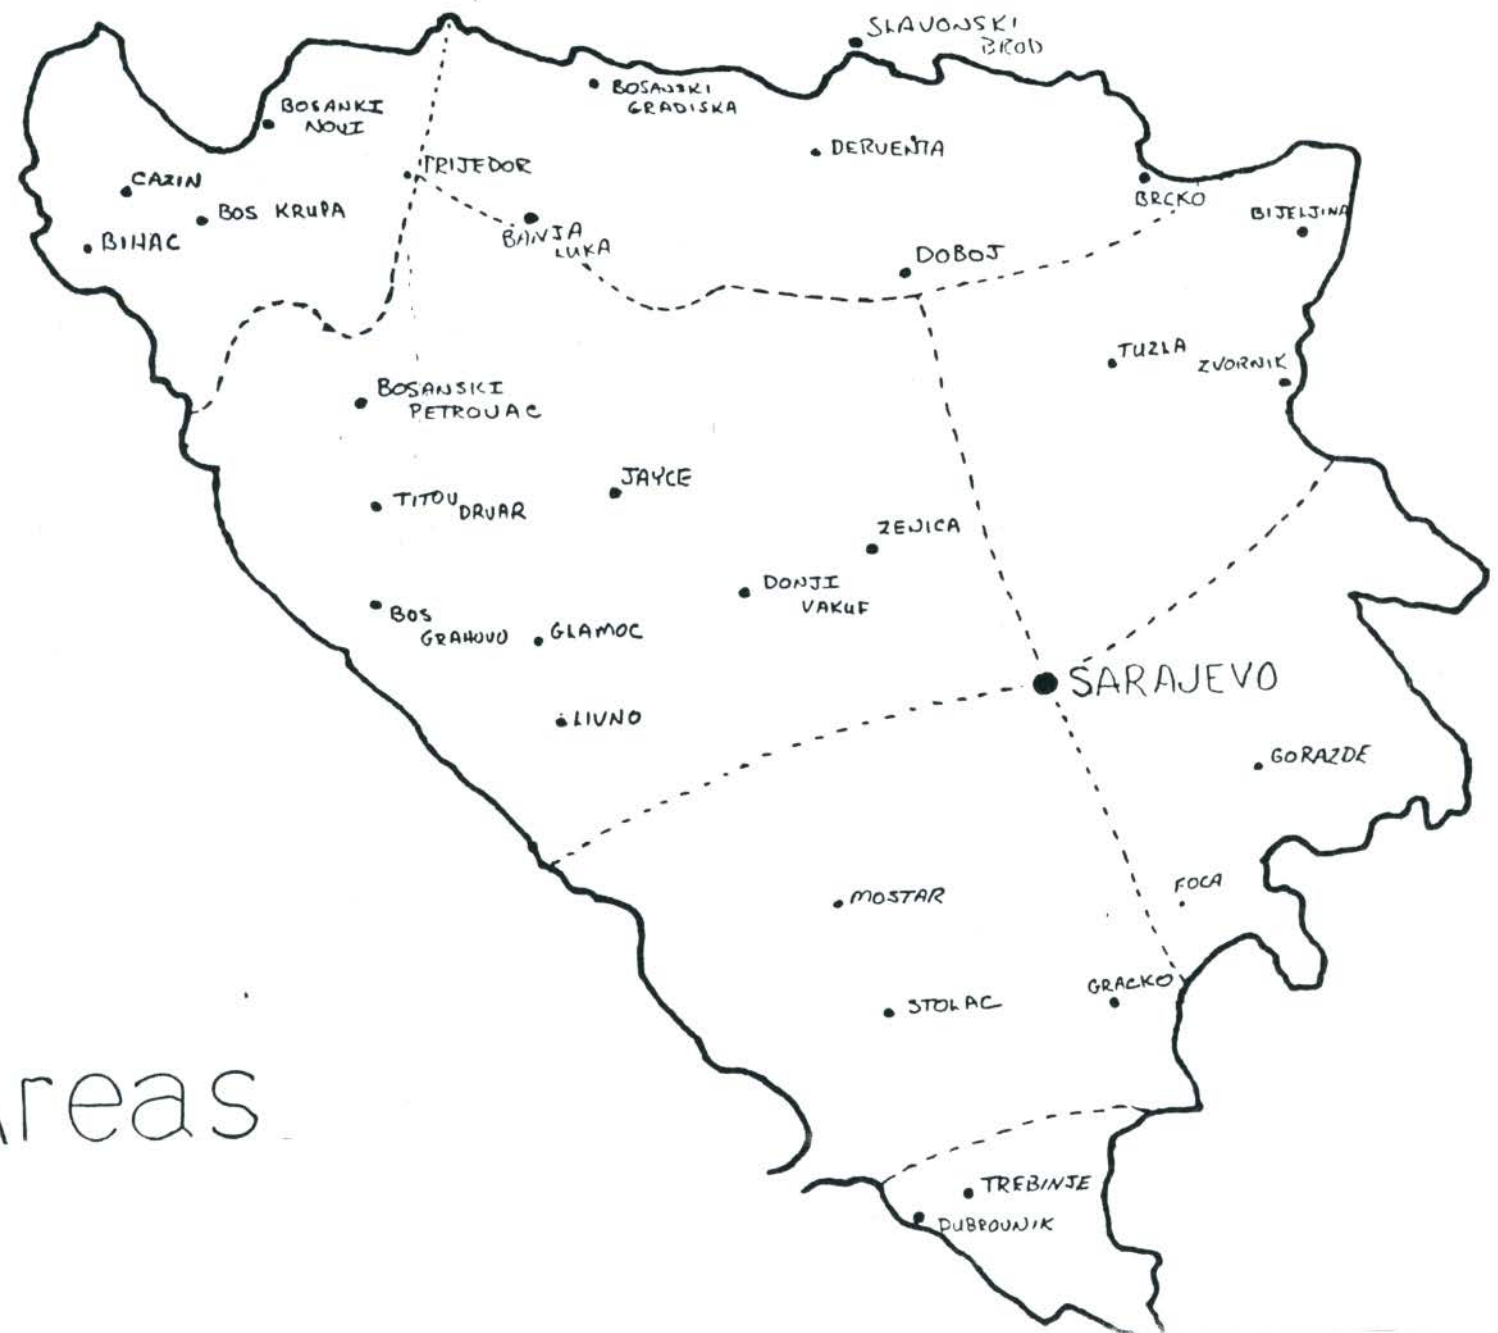 SLAVONSKI
BROD
BOSANSKI
GRADISKA
BOSANKI
NOVI
DERVENTA
PRIJEDOR
CAZIN
BOS KRUPA
BIHAC
BRCKO
BIJELJINA
BANJA
LUKA
DOBOJ
TUZLA
ZVORNIK
BOSANSKI
PETROVAC
JAYCE
TITOV
DRVAR
ZENICA
DONJI
VAKUF
BOS
GRAHOVO
GLAMOC
SARAJEVO
LIVNO
GORAZDE
MOSTAR
FOCA
GRACKO
STOLAC
reas
TREBINJE
DUBROVNIK